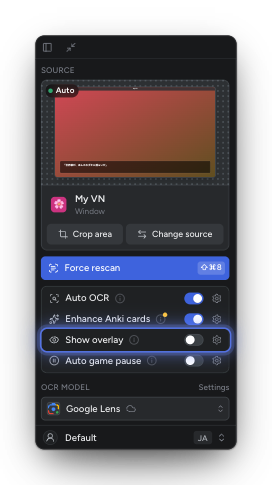 SOURCE
Auto
My VN
Window
Crop area
Change source
Force rescan
⇧⌘8
Auto OCR
Enhance Anki cards
Show overlay
Auto game pause
OCR MODEL
Settings
Google Lens
Default
JA